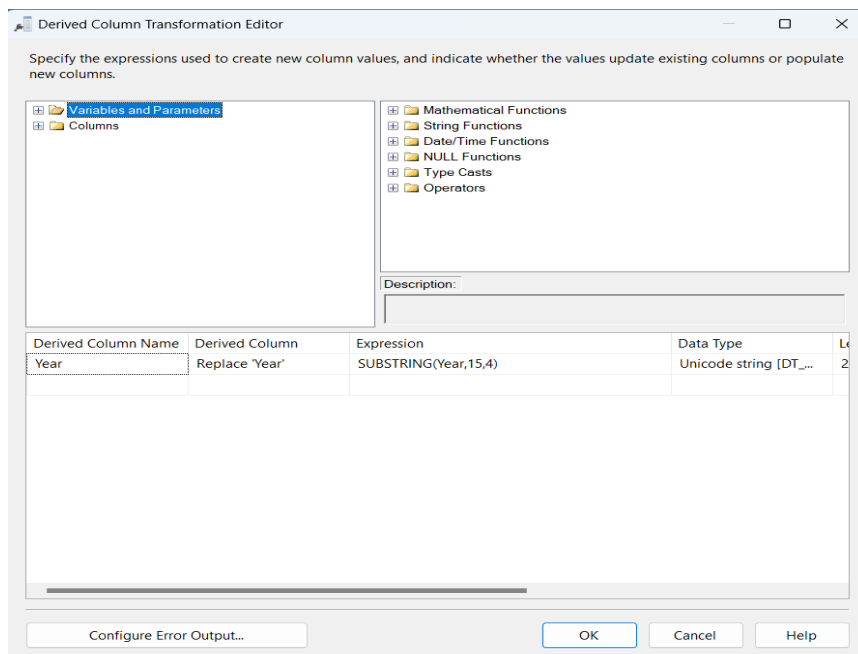 Derived Column Transformation Editor
Specify the expressions used to create new column values, and indicate whether the values update existing columns or populate
new columns.
Variables and Parameters
Columns
Mathematical Functions
String Functions
Date/Time Functions
NULL Functions
Type Casts
Operators
Description:
Derived Column Name Derived Column Expression Data Type Le
Year Replace 'Year' SUBSTRING(Year,15,4) Unicode string [DT_... 2
Configure Error Output... OK Cancel Help